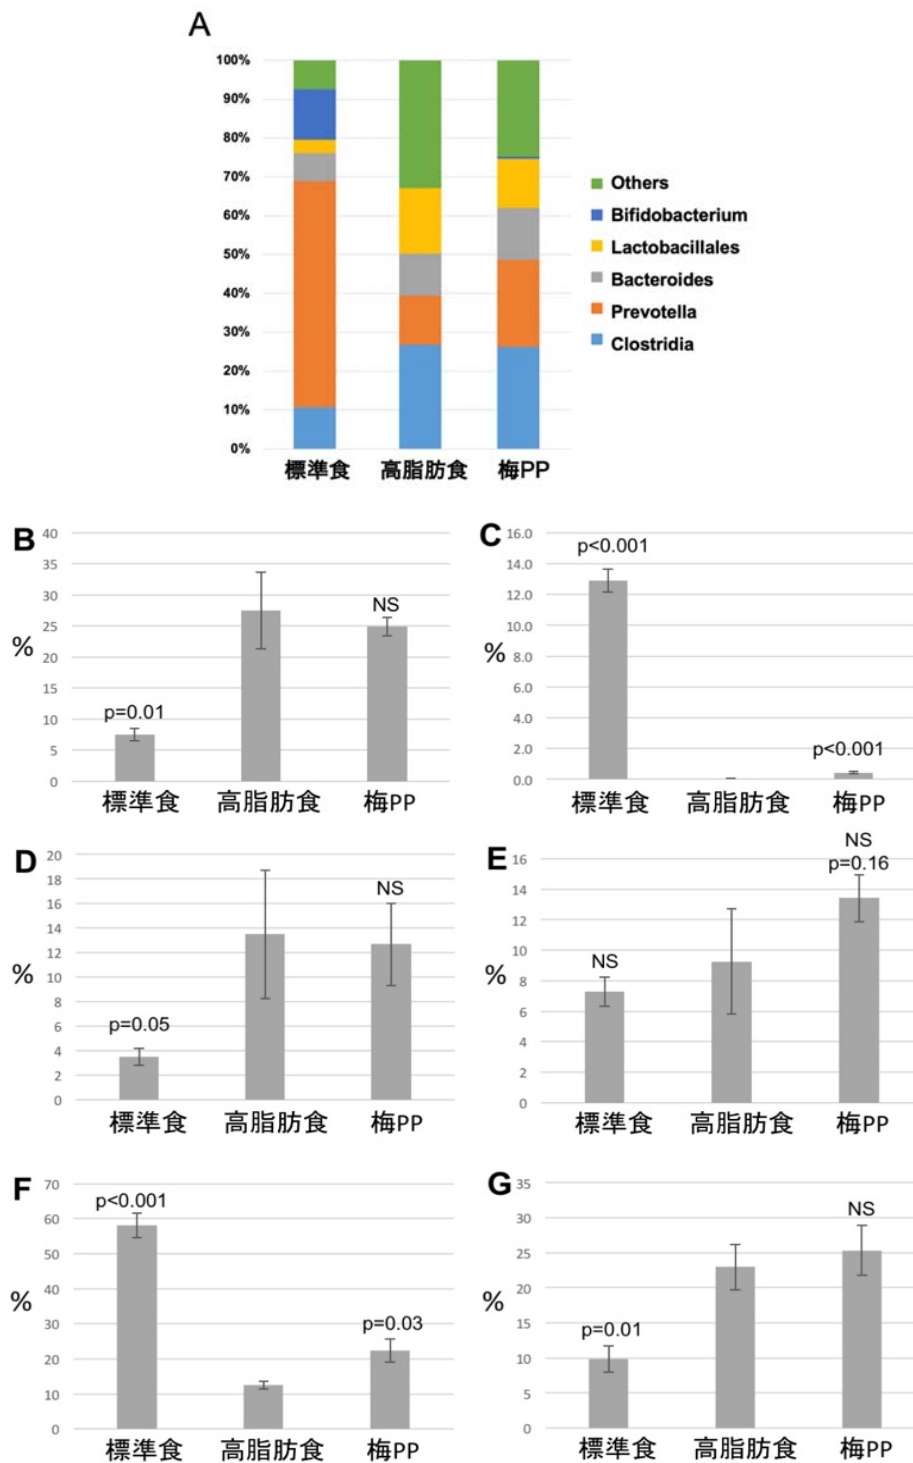 A
100%
90%
80%
70%
60%
50%
40%
30%
20%
10%
0%
標準食 高脂肪食 梅PP
Others
Bifidobacterium
Lactobacillales
Bacteroides
Prevotella
Clostridia
B
%
40
35
30
25
20
15
10
5
0
p=0.01
NS
標準食 高脂肪食 梅PP
C
%
16.0
14.0
12.0
10.0
8.0
6.0
4.0
2.0
0.0
p<0.001
p<0.001
標準食 高脂肪食 梅PP
D
%
20
18
16
14
12
10
8
6
4
2
0
p=0.05
NS
標準食 高脂肪食 梅PP
E
%
16
14
12
10
8
6
4
2
0
NS
NS
p=0.16
標準食 高脂肪食 梅PP
F
%
70
60
50
40
30
20
10
0
p<0.001
p=0.03
標準食 高脂肪食 梅PP
G
%
35
30
25
20
15
10
5
0
p=0.01
NS
標準食 高脂肪食 梅PP